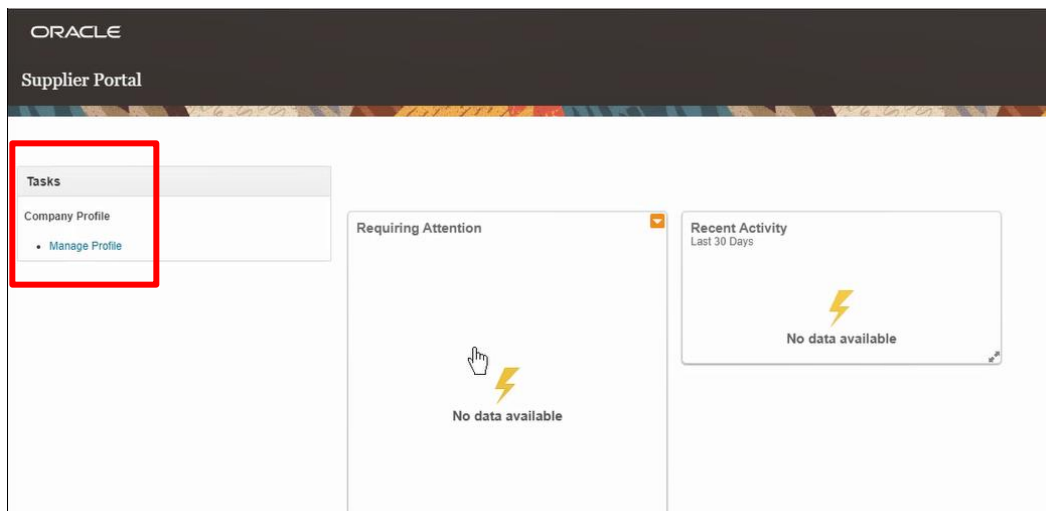 ORACLE
Supplier Portal
Tasks
Company Profile
Manage Profile
Requiring Attention
No data available
Recent Activity
Last 30 Days
No data available